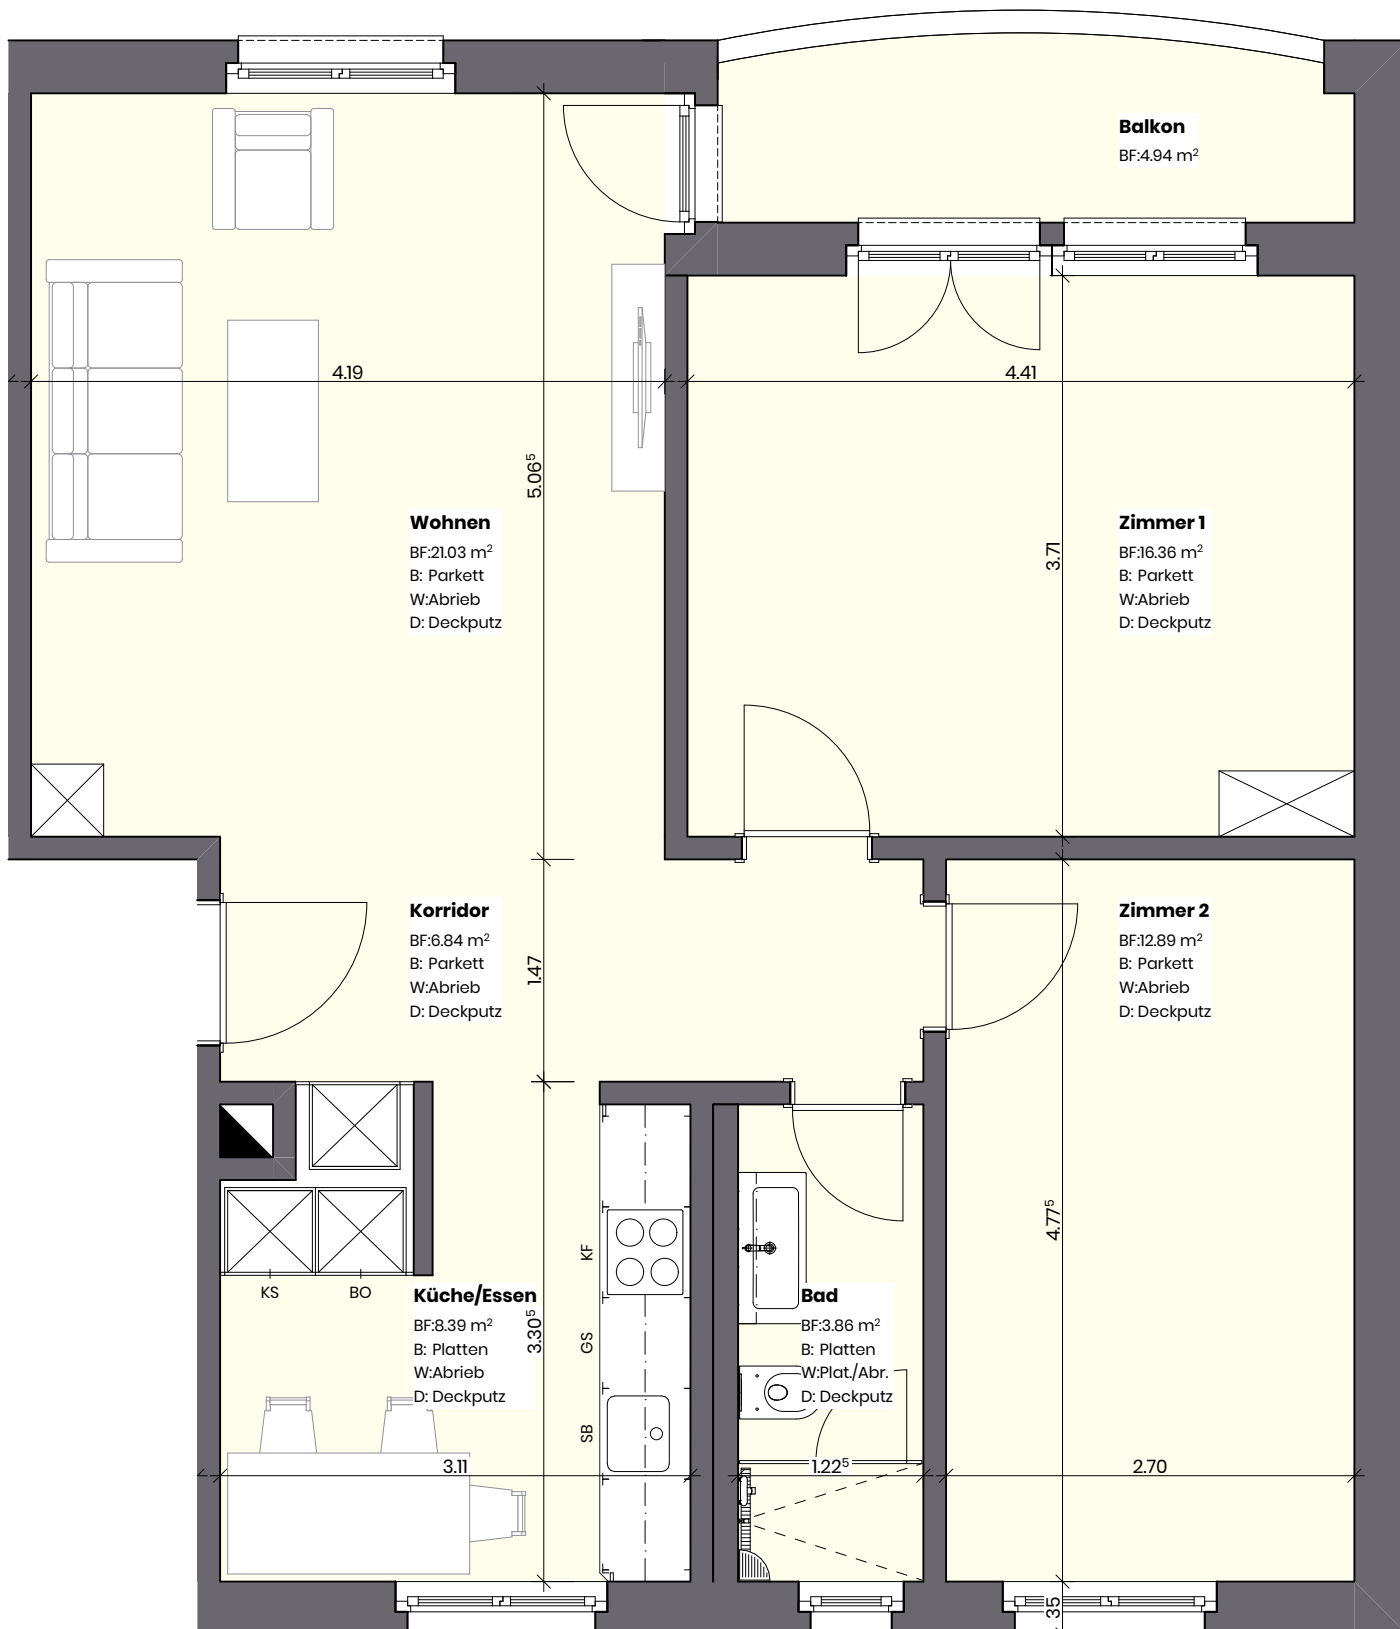 Balkon
BF:4.94 m²
4.19
4.41
5.06⁵
3.71
Wohnen
BF:21.03 m²
B: Parkett
W:Abrieb
D: Deckputz
Zimmer 1
BF:16.36 m²
B: Parkett
W:Abrieb
D: Deckputz
Korridor
BF:6.84 m²
B: Parkett
W:Abrieb
D: Deckputz
1.47
Zimmer 2
BF:12.89 m²
B: Parkett
W:Abrieb
D: Deckputz
4.77⁵
KS
BO
KF
GS
SB
Küche/Essen
BF:8.39 m²
B: Platten
W:Abrieb
D: Deckputz
3.30⁵
Bad
BF:3.86 m²
B: Platten
W:Plat./Abr.
D: Deckputz
3.11
1.22⁵
2.70
35